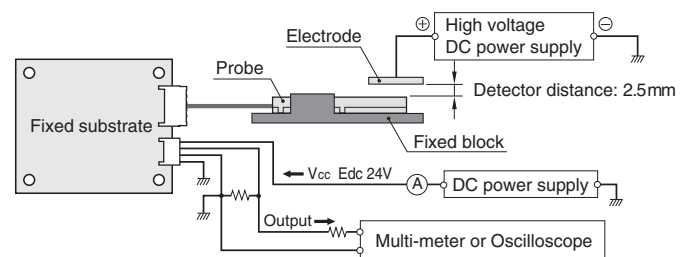 High voltage
DC power supply
⊕
⊖
Electrode
Probe
Detector distance: 2.5mm
Fixed substrate
Fixed block
Vcc Edc 24V
A
DC power supply
Output
Multi-meter or Oscilloscope